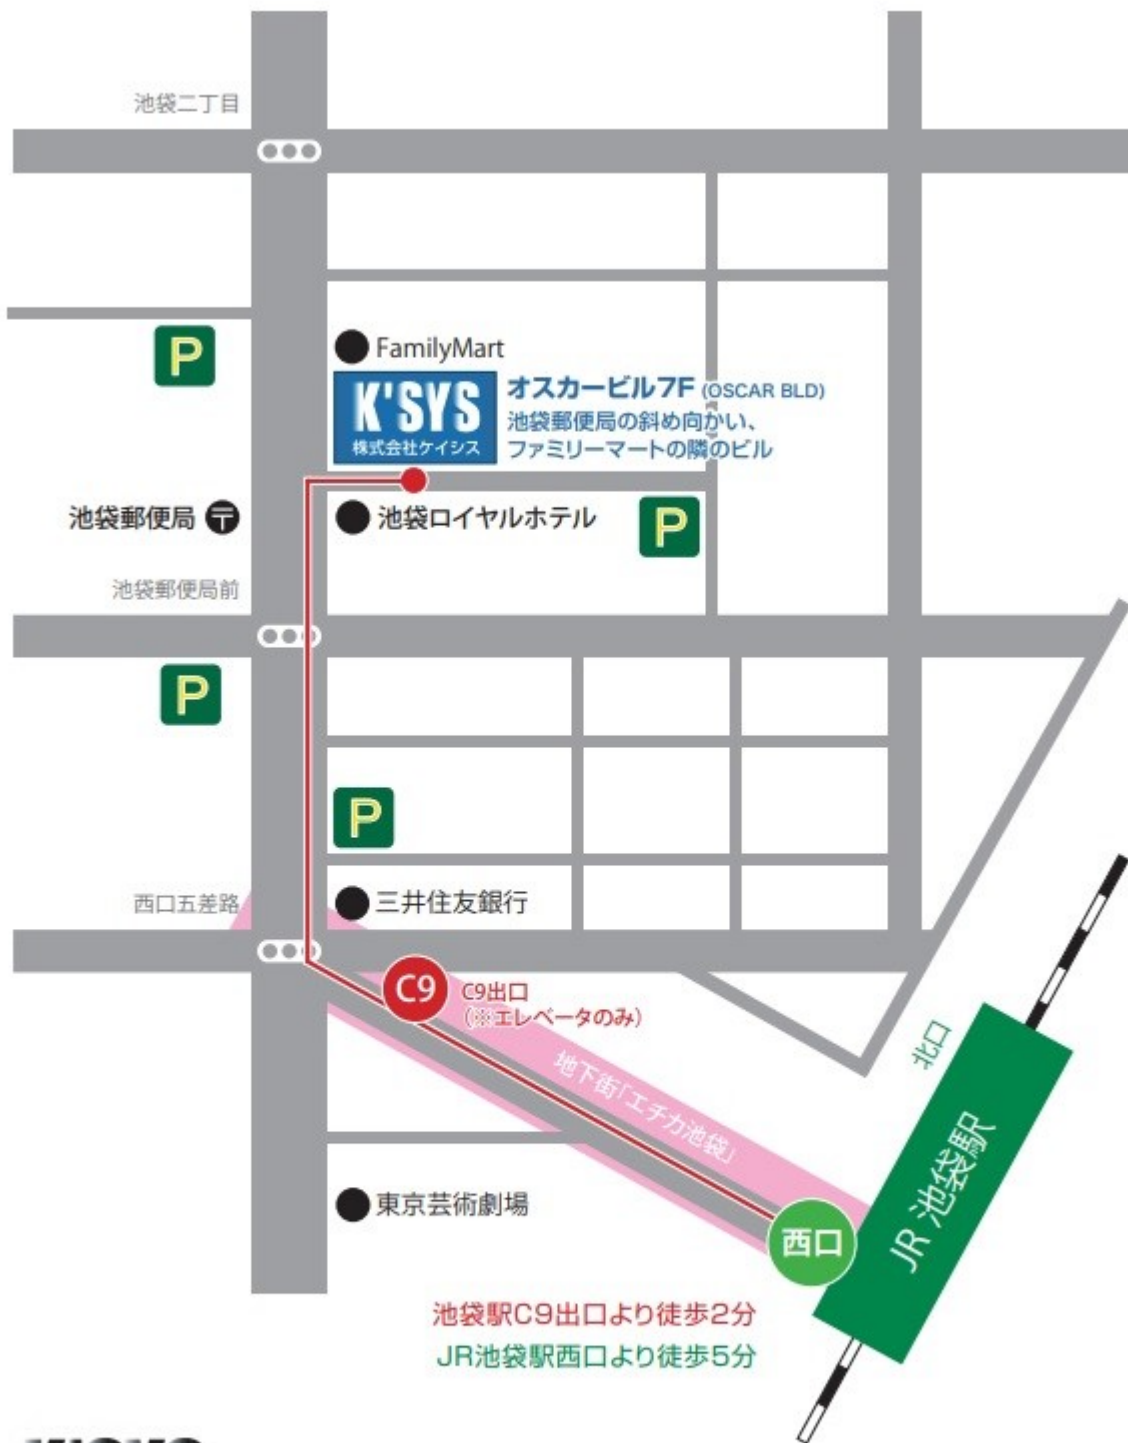 池袋二丁目
P
FamilyMart
K'SYS
株式会社ケイシス
オスカービル7F (OSCAR BLD)
池袋郵便局の斜め向かい、
ファミリーマートの隣のビル
池袋郵便局 〒
池袋ロイヤルホテル
P
池袋郵便局前
P
P
西口五差路
三井住友銀行
C9
C9出口
(※エレベータのみ)
地下街「エチカ池袋」
北口
JR 池袋駅
東京芸術劇場
西口
池袋駅C9出口より徒歩2分
JR池袋駅西口より徒歩5分